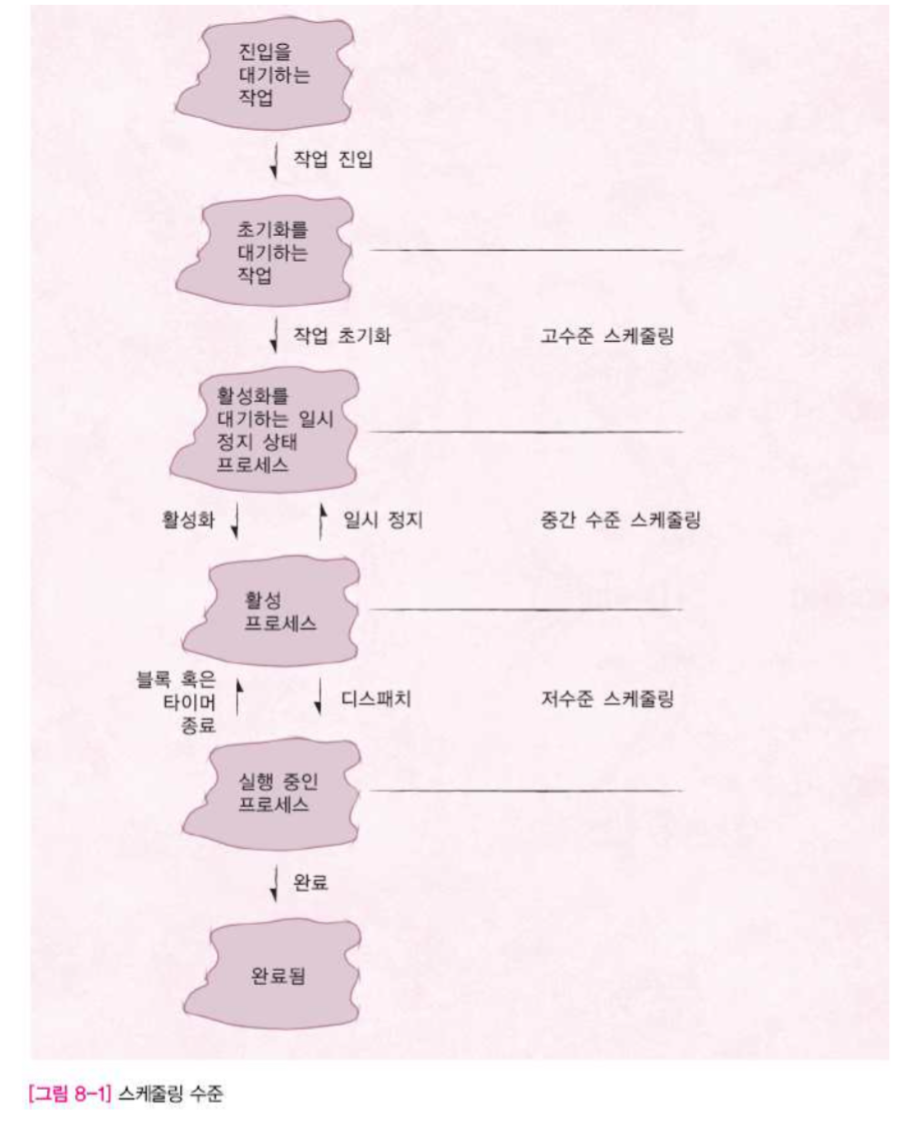 진입을
대기하는
작업
작업 진입
초기화를
대기하는
작업
작업 초기화
고수준 스케줄링
활성화를
대기하는 일시
정지 상태
프로세스
활성화
일시 정지
중간 수준 스케줄링
활성
프로세스
블록 혹은
타이머
종료
디스패치
저수준 스케줄링
실행 중인
프로세스
완료
완료됨
[그림 8-1] 스케줄링 수준